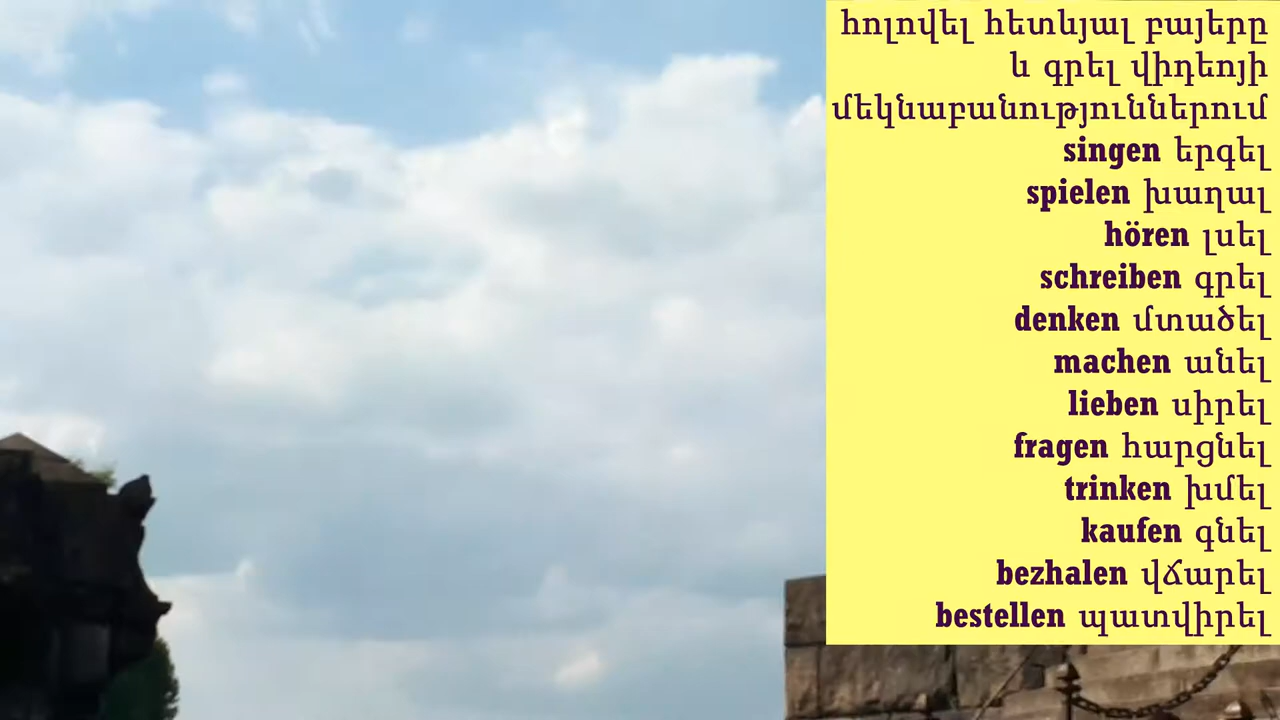 հոլովել հետևյալ բայերը
և գրել վիդեոյի
մեկնաբանություններում
singen երգել
spielen խաղալ
hören լսել
schreiben գրել
denken մտածել
machen անել
lieben սիրել
fragen հարցնել
trinken խմել
kaufen գնել
bezhalen վճարել
bestellen պատվիրել